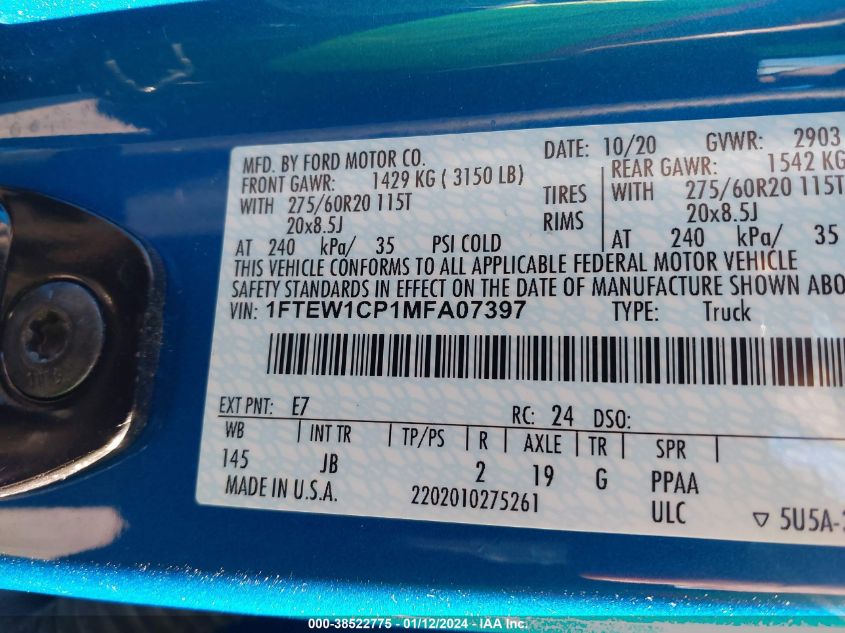 MFD. BY FORD MOTOR CO. DATE: 10/20 GVWR: 2903
FRONT GAWR: 1429 KG ( 3150 LB) REAR GAWR: 1542 KG
WITH 275/60R20 115T TIRES WITH 275/60R20 115T
20x8.5J RIMS 20x8.5J
AT 240 kPa/ 35 PSI COLD AT 240 kPa/ 35
THIS VEHICLE CONFORMS TO ALL APPLICABLE FEDERAL MOTOR VEHICLE
SAFETY STANDARDS IN EFFECT ON THE DATE OF MANUFACTURE SHOWN ABO
VIN: 1FTEW1CP1MFA07397 TYPE: Truck
EXT PNT: E7 RC: 24 DSO:
WB INT TR TP/PS R AXLE TR SPR
145 JB 2 19 G PPAA
MADE IN U.S.A. 2202010275261 ULC ▽ 5U5A-
000-38522775 - 01/12/2024 - IAA Inc.